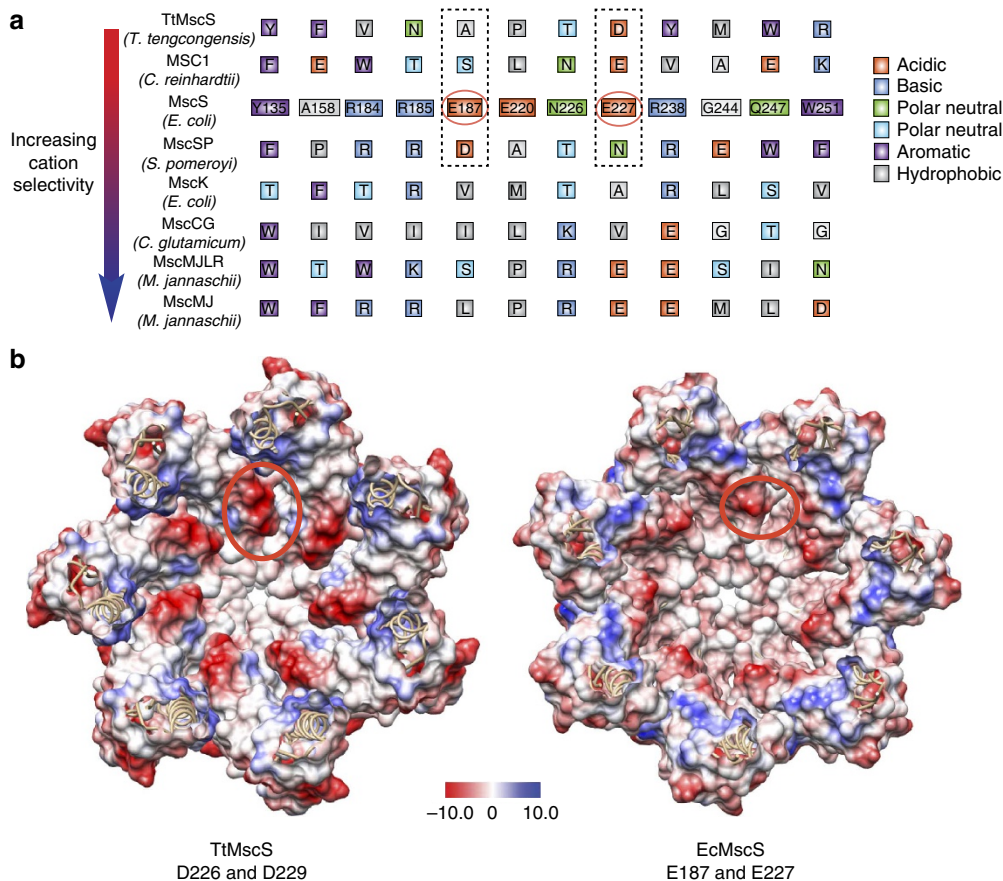 a
Increasing
cation
selectivity
TtMscS
(T. tengcongensis)
Y F V N A P T D Y M W R
MSC1
(C. reinhardtii)
F E W T S L N E V A E K
MscS
(E. coli)
Y135 A158 R184 R185 E187 E220 N226 E227 R238 G244 Q247 W251
MscSP
(S. pomeroyi)
F P R R D A T N R E W F
MscK
(E. coli)
T F T R V M T A R L S V
MscCG
(C. glutamicum)
W I V I I L K V E G T G
MscMJLR
(M. jannaschii)
W T W K S P R E E S I N
MscMJ
(M. jannaschii)
W F R R L P R E E M L D
Acidic
Basic
Polar neutral
Polar neutral
Aromatic
Hydrophobic
b
−10.0 0 10.0
TtMscS
D226 and D229
EcMscS
E187 and E227